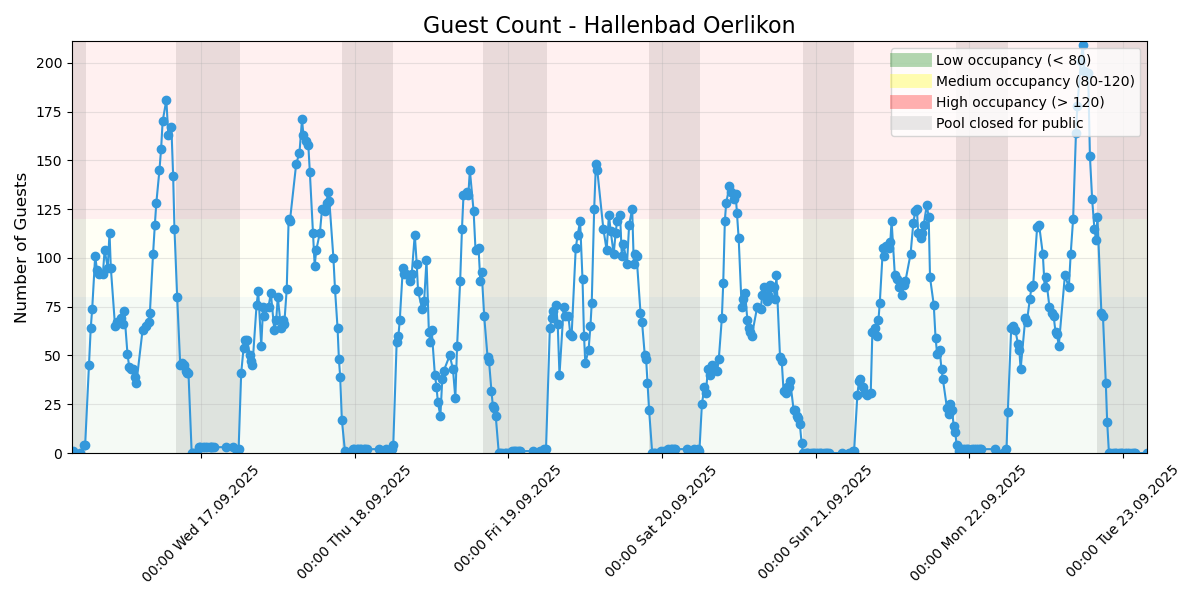 Guest Count - Hallenbad Oerlikon
Number of Guests
200
175
150
125
100
75
50
25
0
Low occupancy (< 80)
Medium occupancy (80-120)
High occupancy (> 120)
Pool closed for public
00:00 Wed 17.09.2025
00:00 Thu 18.09.2025
00:00 Fri 19.09.2025
00:00 Sat 20.09.2025
00:00 Sun 21.09.2025
00:00 Mon 22.09.2025
00:00 Tue 23.09.2025